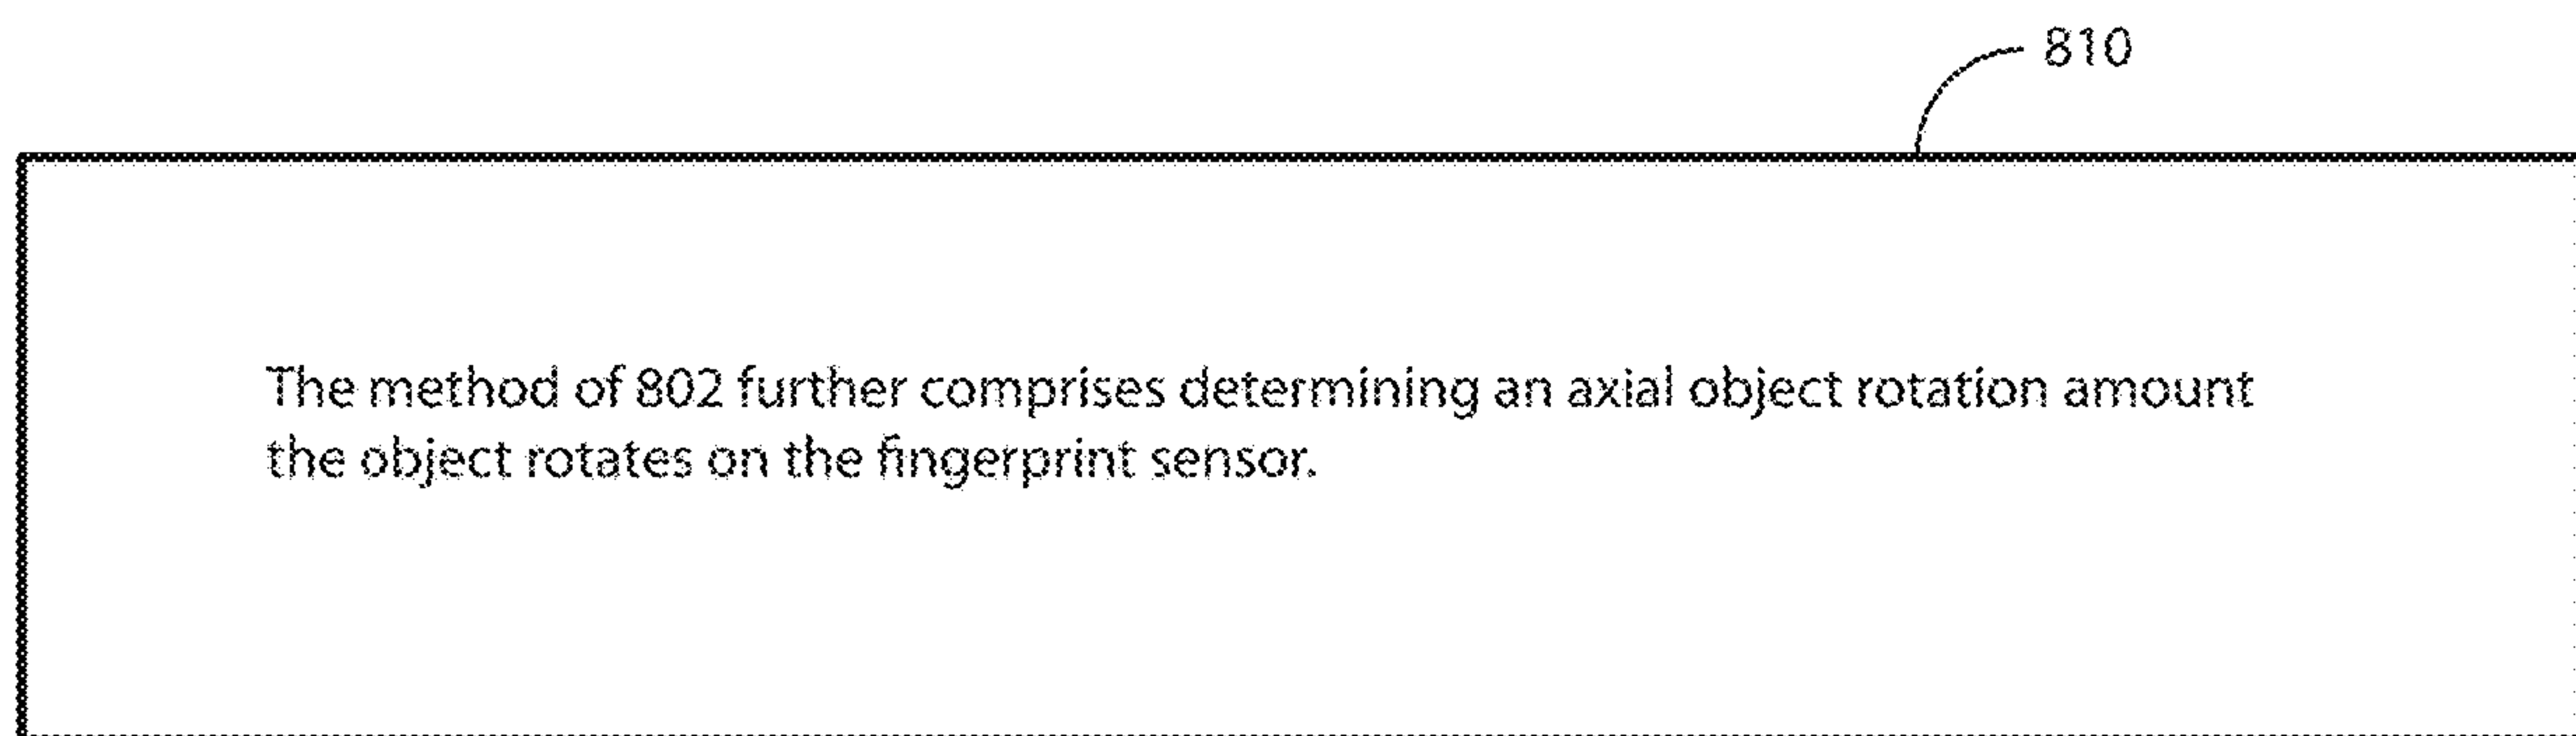 810
The method of 802 further comprises determining an axial object rotation amount
the object rotates on the fingerprint sensor.